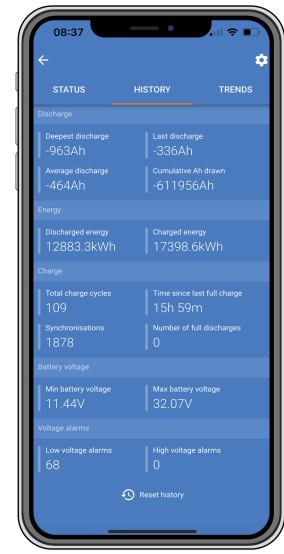 08:37
STATUS HISTORY TRENDS
Discharge
Deepest discharge Last discharge
-963Ah -336Ah
Average discharge Cumulative Ah drawn
-464Ah -611956Ah
Energy
Discharged energy Charged energy
12883.3kWh 17398.6kWh
Charge
Total charge cycles Time since last full charge
109 15h 59m
Synchronisations Number of full discharges
1878 0
Battery voltage
Min battery voltage Max battery voltage
11.44V 32.07V
Voltage alarms
Low voltage alarms High voltage alarms
68 0
Reset history